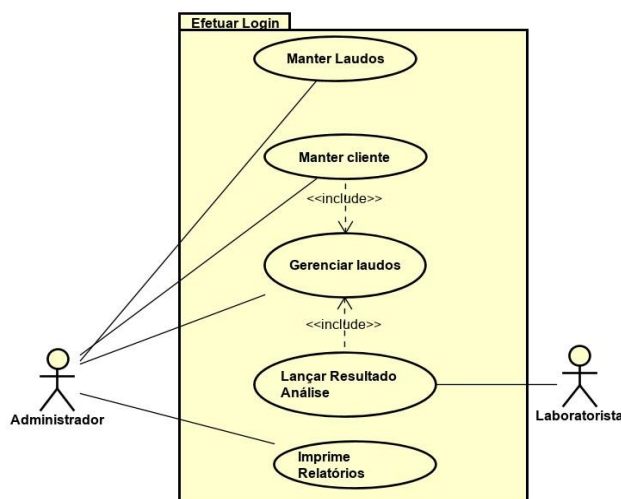 Efetuar Login
Manter Laudos
Manter cliente
<<include>>
Gerenciar laudos
<<include>>
Lançar Resultado
Análise
Administrador
Laboratorista
Imprime
Relatórios